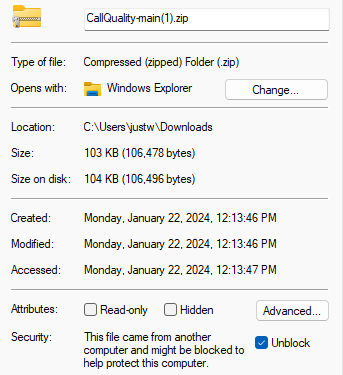 CallQuality-main(1).zip
Type of file: Compressed (zipped) Folder (.zip)
Opens with: Windows Explorer Change...
Location: C:\Users\justw\Downloads
Size: 103 KB (106,478 bytes)
Size on disk: 104 KB (106,496 bytes)
Created: Monday, January 22, 2024, 12:13:46 PM
Modified: Monday, January 22, 2024, 12:13:46 PM
Accessed: Monday, January 22, 2024, 12:13:47 PM
Attributes: Read-only Hidden Advanced...
Security: This file came from another
computer and might be blocked to
help protect this computer.
Unblock